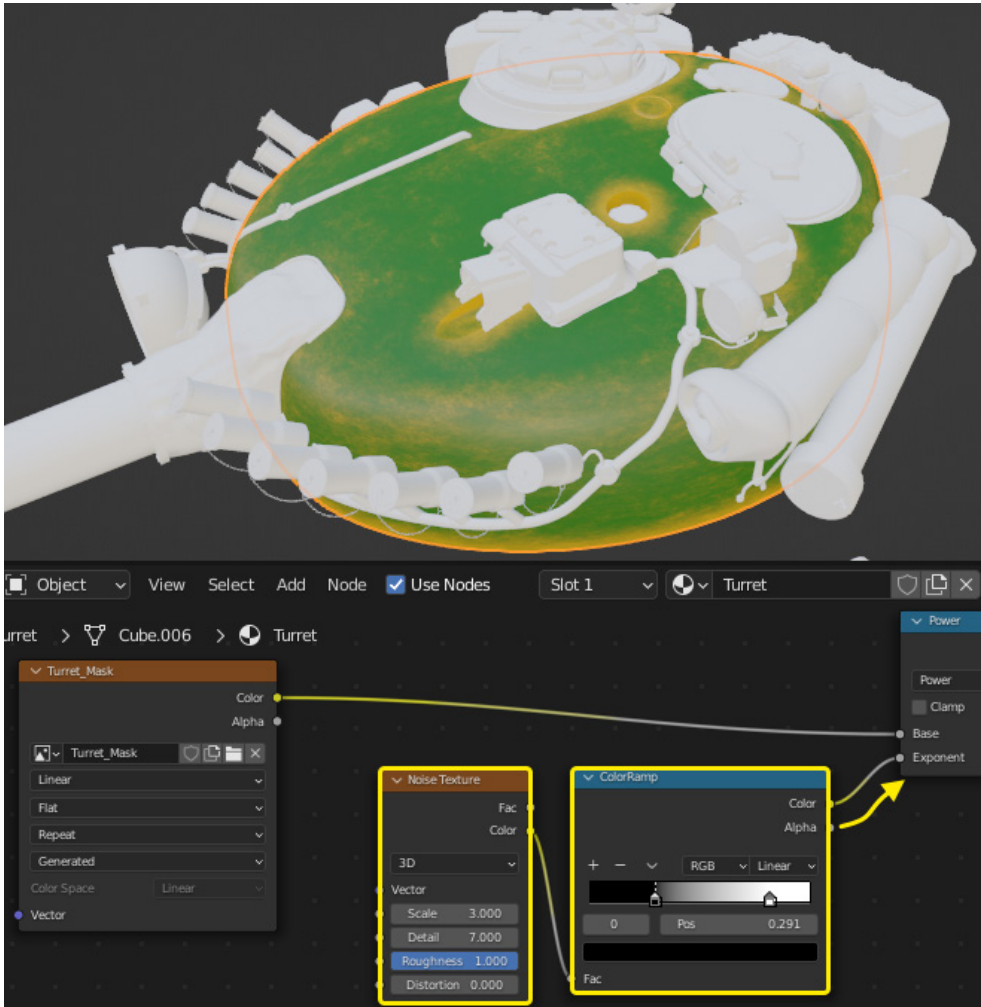 Object View Select Add Node Use Nodes Slot 1 Turret
urret > Cube.006 > Turret
Power
Power
Clamp
Base
Exponent
Turret_Mask
Color
Alpha
Turret_Mask
Linear
Flat
Repeat
Generated
Color Space Linear
Vector
Noise Texture
Fac
Color
3D
Vector
Scale 3.000
Detail 7.000
Roughness 1.000
Distortion 0.000
ColorRamp
Color
Alpha
+ − RGB Linear
0 Pos 0.291
Fac